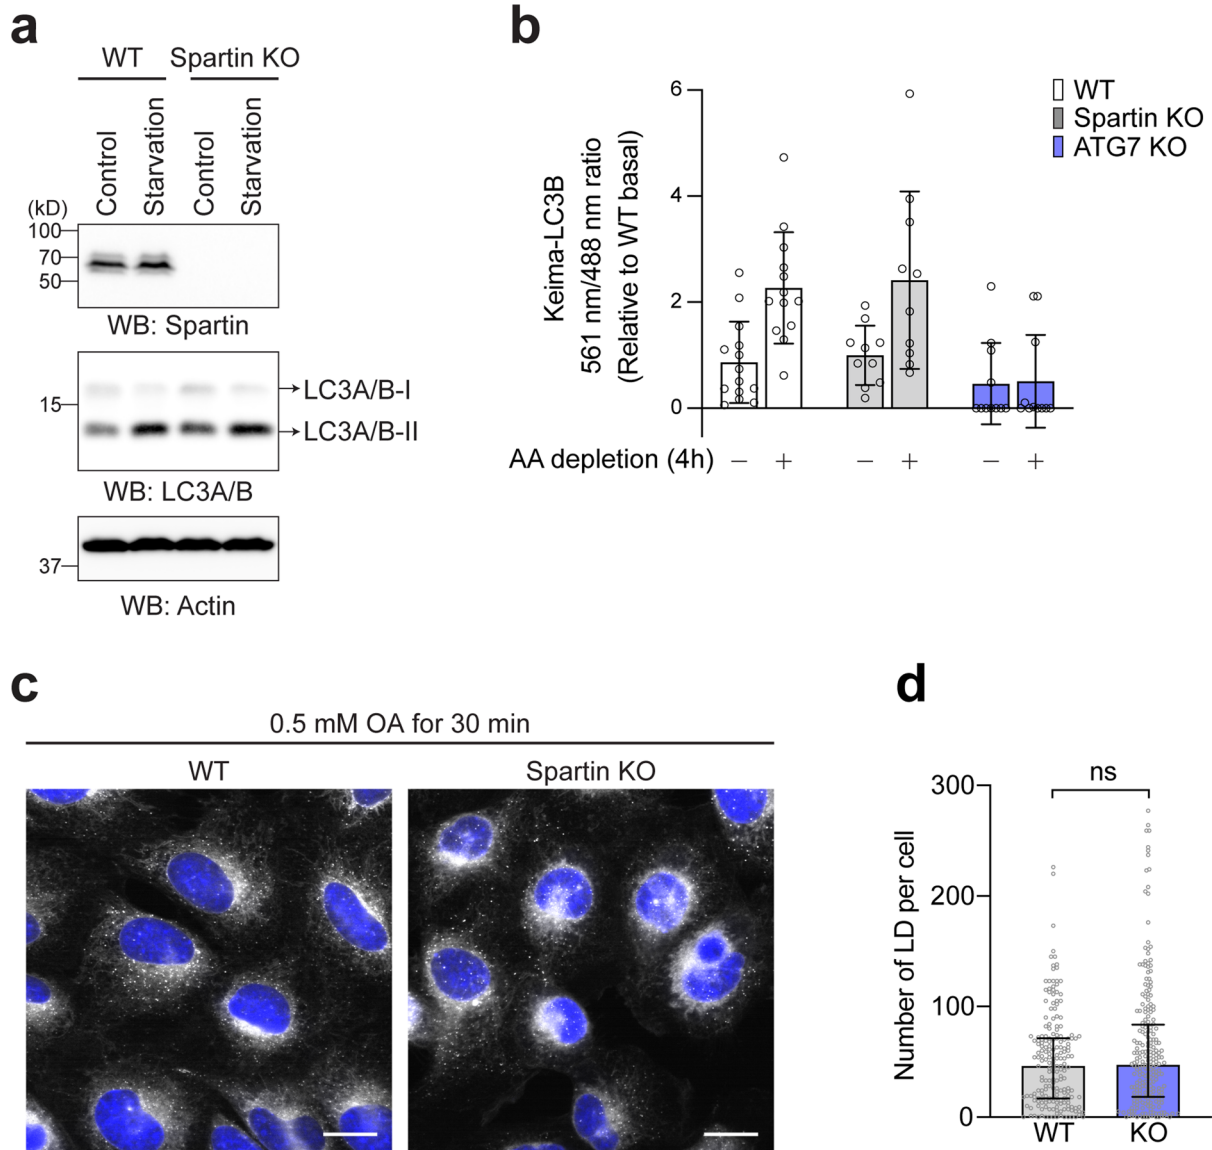 a
WT Spartin KO
Control
Starvation
Control
Starvation
(kD)
100
70
50
WB: Spartin
LC3A/B-I
15
LC3A/B-II
WB: LC3A/B
37
WB: Actin
b
Keima-LC3B
561 nm/488 nm ratio
(Relative to WT basal)
6
4
2
0
WT
Spartin KO
ATG7 KO
AA depletion (4h) − + − + − +
c
0.5 mM OA for 30 min
WT Spartin KO
d
ns
Number of LD per cell
300
200
100
0
WT KO